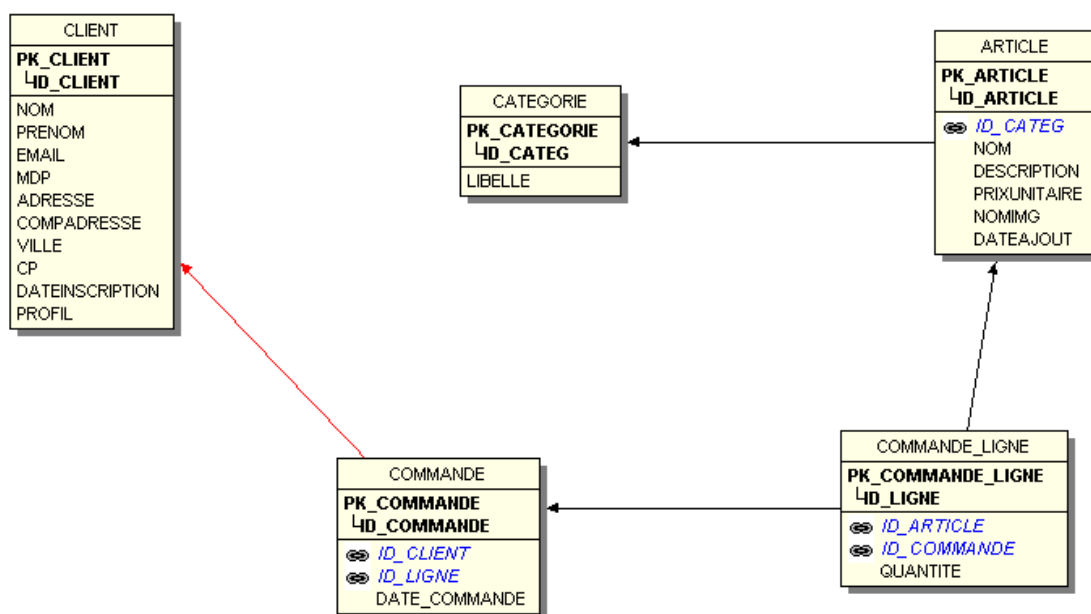 CLIENT
PK_CLIENT
ID_CLIENT
NOM
PRENOM
EMAIL
MDP
ADRESSE
COMPADRESSE
VILLE
CP
DATEINSCRIPTION
PROFIL
CATEGORIE
PK_CATEGORIE
ID_CATEG
LIBELLE
ARTICLE
PK_ARTICLE
ID_ARTICLE
ID_CATEG
NOM
DESCRIPTION
PRIXUNITAIRE
NOMIMG
DATEAJOUT
COMMANDE
PK_COMMANDE
ID_COMMANDE
ID_CLIENT
ID_LIGNE
DATE_COMMANDE
COMMANDE_LIGNE
PK_COMMANDE_LIGNE
ID_LIGNE
ID_ARTICLE
ID_COMMANDE
QUANTITE